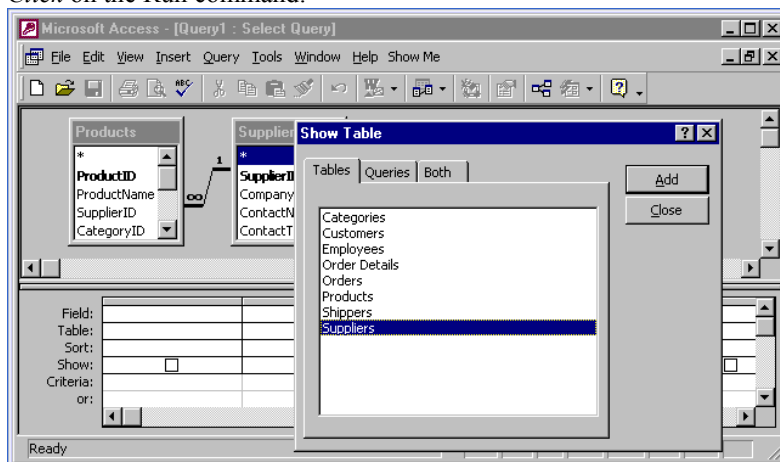 Click on the Run command.
Microsoft Access - [Query1 : Select Query]
File Edit View Insert Query Tools Window Help Show Me
ABC
Products
*
ProductID
ProductName
SupplierID
CategoryID
∞
1
Supplier
*
SupplierI
Company
ContactN
ContactT
Show Table
Tables Queries Both
Categories
Customers
Employees
Order Details
Orders
Products
Shippers
Suppliers
Add
Close
Field:
Table:
Sort:
Show:
Criteria:
or:
Ready